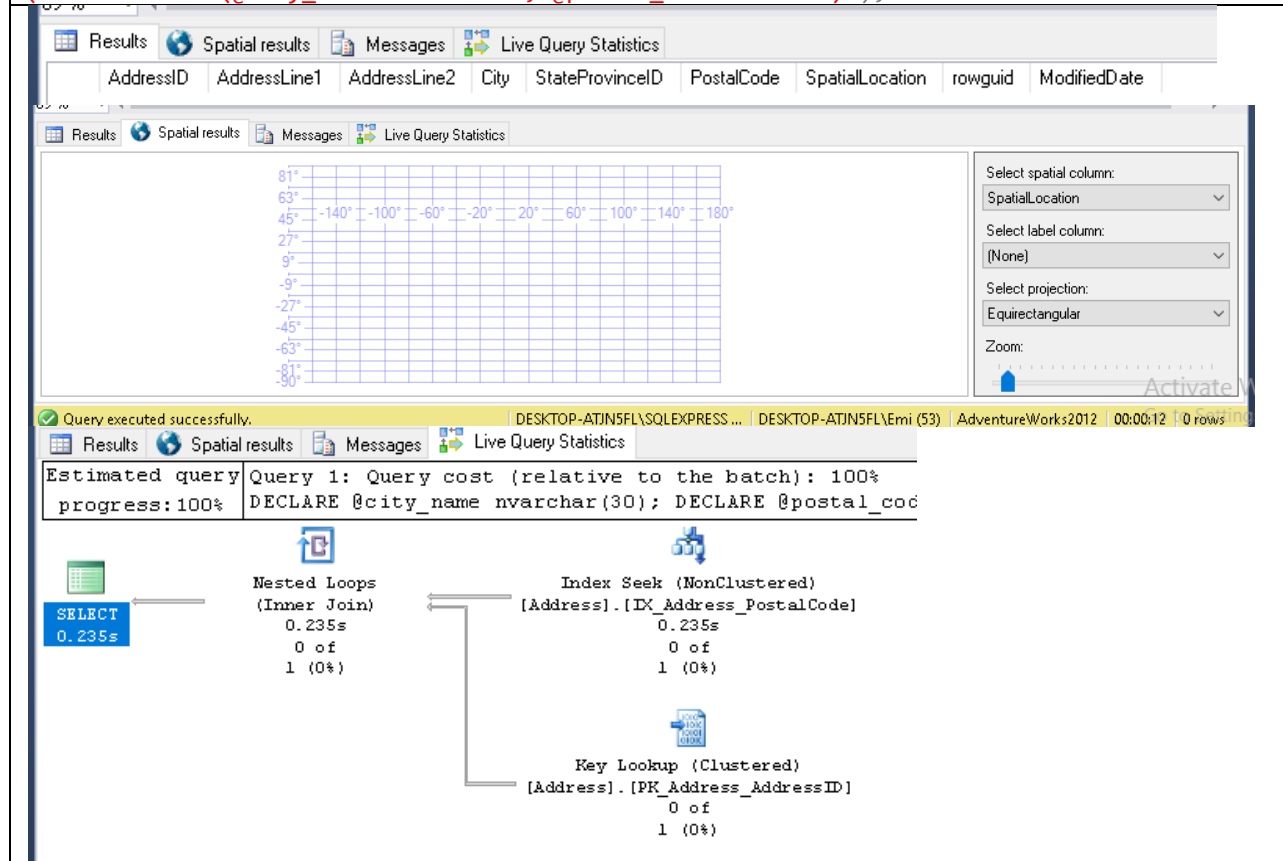 Results Spatial results Messages Live Query Statistics
AddressID AddressLine1 AddressLine2 City StateProvinceID PostalCode SpatialLocation rowguid ModifiedDate
Results Spatial results Messages Live Query Statistics
81°
63°
45° -140° -100° -60° -20° 20° 60° 100° 140° 180°
27°
9°
-9°
-27°
-45°
-63°
-81°
-90°
Select spatial column:
SpatialLocation
Select label column:
(None)
Select projection:
Equirectangular
Zoom:
Activate
Query executed successfully. DESKTOP-ATJN5FL\SQLEXPRESS ... DESKTOP-ATJN5FL\Emi (53) AdventureWorks2012 00:00:12 0 rows
Results Spatial results Messages Live Query Statistics
Estimated query Query 1: Query cost (relative to the batch): 100%
progress:100% DECLARE @city_name nvarchar(30); DECLARE @postal_cod
Nested Loops
(Inner Join)
0.235s
0 of
1 (0%)
Index Seek (NonClustered)
[Address].[IX_Address_PostalCode]
0.235s
0 of
1 (0%)
SELECT
0.235s
Key Lookup (Clustered)
[Address].[PK_Address_AddressID]
0 of
1 (0%)